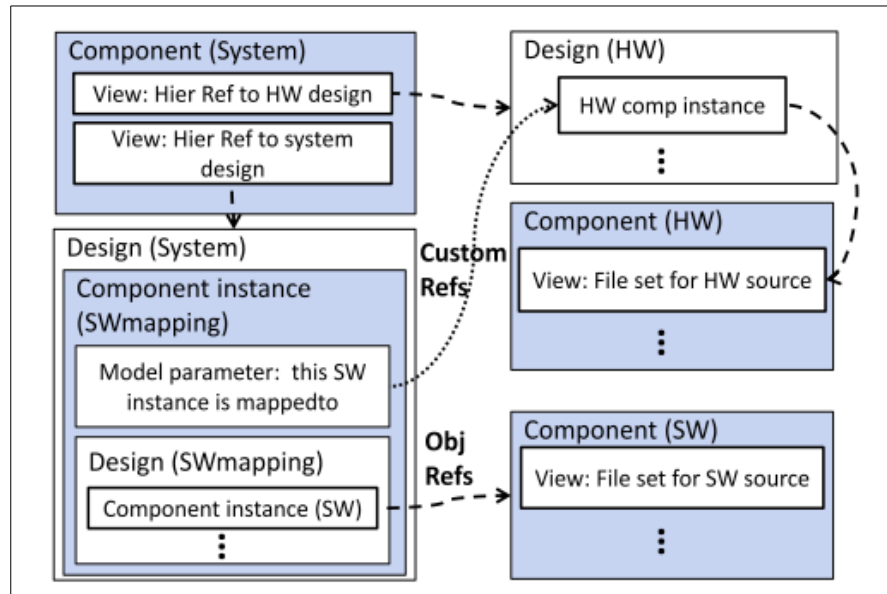 Component (System)
View: Hier Ref to HW design
View: Hier Ref to system
design
Design (System)
Component instance
(SWmapping)
Model parameter:  this SW
instance is mappedto
Design (SWmapping)
Component instance (SW)
Custom
Refs
Obj
Refs
Design (HW)
HW comp instance
Component (HW)
View: File set for HW source
Component (SW)
View: File set for SW source